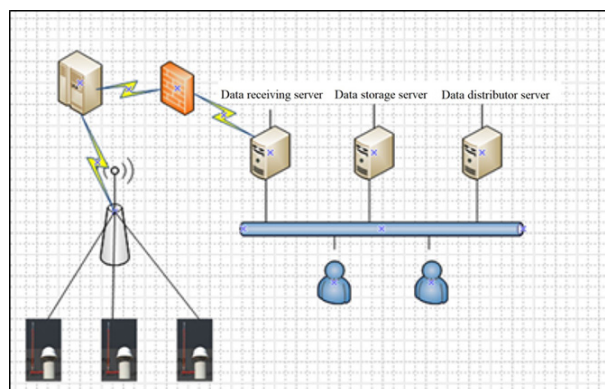 Data receiving server
Data storage server
Data distributor server